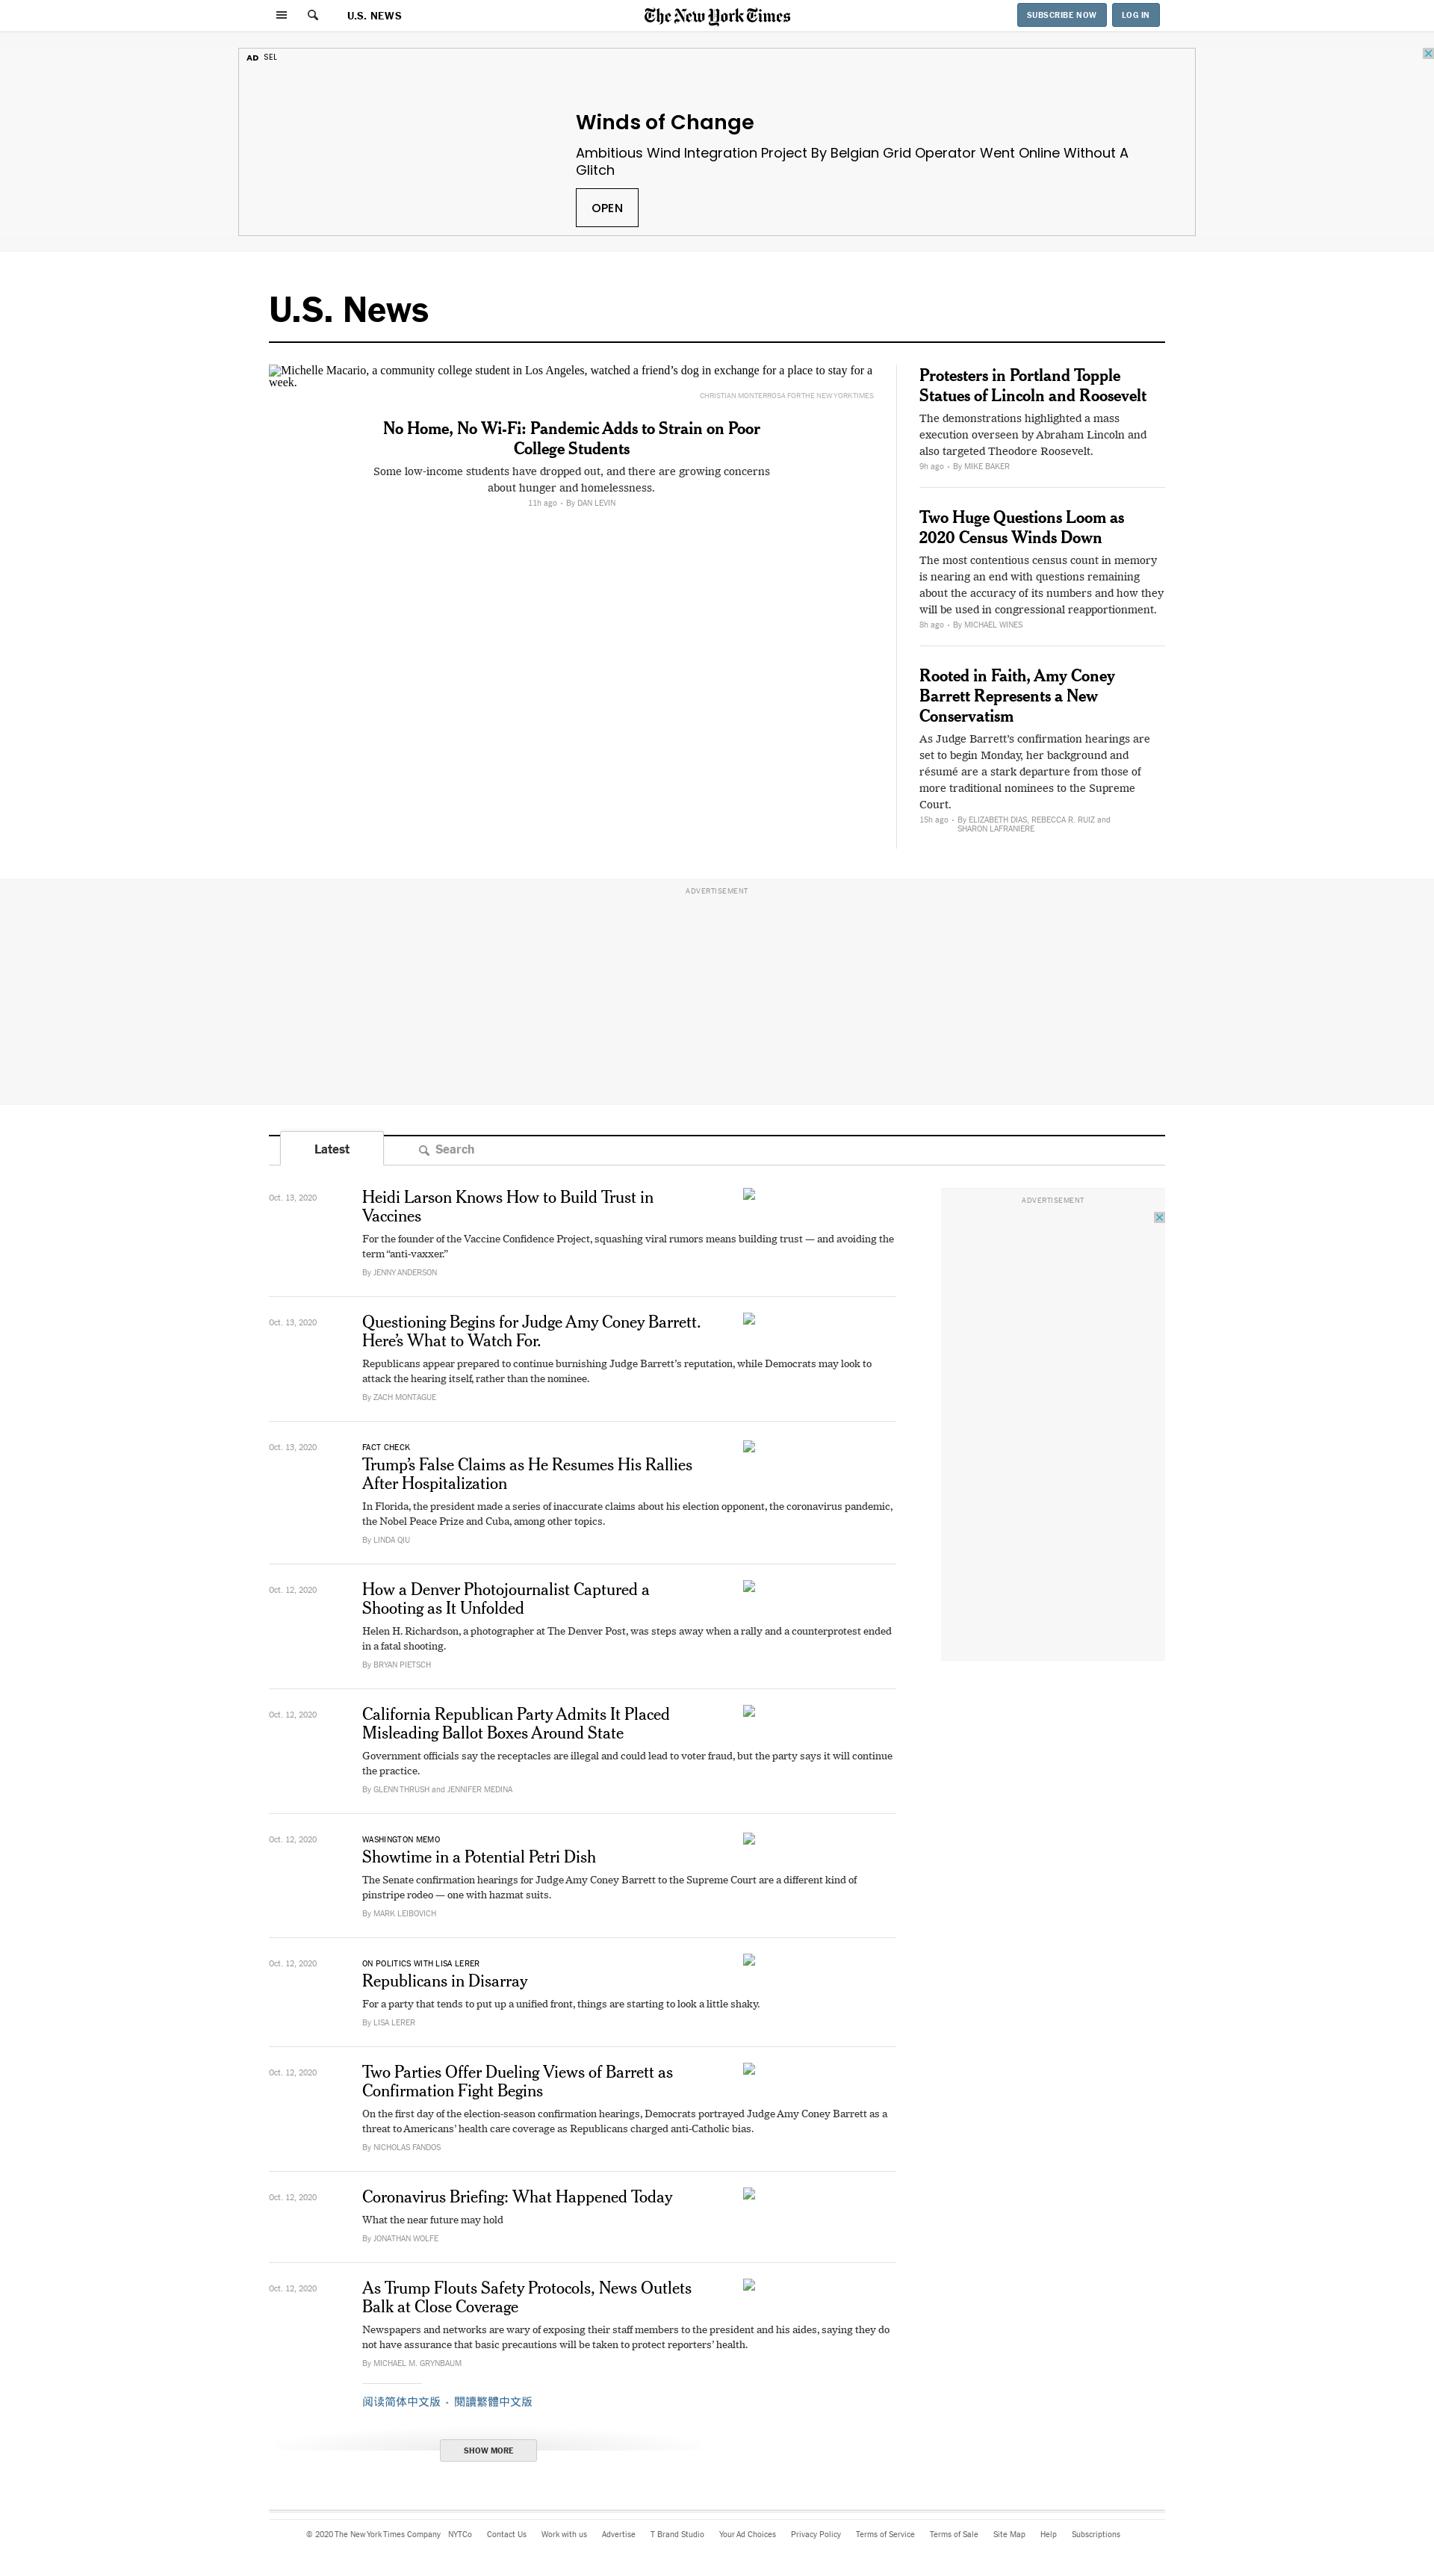 U.S. NEWS
The New York Times
SUBSCRIBE NOW
LOG IN
AD SEL
Winds of Change
Ambitious Wind Integration Project By Belgian Grid Operator Went Online Without A
Glitch
OPEN
U.S. News
Michelle Macario, a community college student in Los Angeles, watched a friend’s dog in exchange for a place to stay for a
week.
CHRISTIAN MONTERROSA FOR THE NEW YORK TIMES
No Home, No Wi-Fi: Pandemic Adds to Strain on Poor
College Students
Some low-income students have dropped out, and there are growing concerns
about hunger and homelessness.
11h ago • By DAN LEVIN
Protesters in Portland Topple
Statues of Lincoln and Roosevelt
The demonstrations highlighted a mass
execution overseen by Abraham Lincoln and
also targeted Theodore Roosevelt.
9h ago • By MIKE BAKER
Two Huge Questions Loom as
2020 Census Winds Down
The most contentious census count in memory
is nearing an end with questions remaining
about the accuracy of its numbers and how they
will be used in congressional reapportionment.
8h ago • By MICHAEL WINES
Rooted in Faith, Amy Coney
Barrett Represents a New
Conservatism
As Judge Barrett’s confirmation hearings are
set to begin Monday, her background and
résumé are a stark departure from those of
more traditional nominees to the Supreme
Court.
15h ago • By ELIZABETH DIAS, REBECCA R. RUIZ and
SHARON LAFRANIERE
ADVERTISEMENT
Latest
Search
Oct. 13, 2020
Heidi Larson Knows How to Build Trust in
Vaccines
For the founder of the Vaccine Confidence Project, squashing viral rumors means building trust — and avoiding the
term “anti-vaxxer.”
By JENNY ANDERSON
ADVERTISEMENT
Oct. 13, 2020
Questioning Begins for Judge Amy Coney Barrett.
Here’s What to Watch For.
Republicans appear prepared to continue burnishing Judge Barrett’s reputation, while Democrats may look to
attack the hearing itself, rather than the nominee.
By ZACH MONTAGUE
Oct. 13, 2020
FACT CHECK
Trump’s False Claims as He Resumes His Rallies
After Hospitalization
In Florida, the president made a series of inaccurate claims about his election opponent, the coronavirus pandemic,
the Nobel Peace Prize and Cuba, among other topics.
By LINDA QIU
Oct. 12, 2020
How a Denver Photojournalist Captured a
Shooting as It Unfolded
Helen H. Richardson, a photographer at The Denver Post, was steps away when a rally and a counterprotest ended
in a fatal shooting.
By BRYAN PIETSCH
Oct. 12, 2020
California Republican Party Admits It Placed
Misleading Ballot Boxes Around State
Government officials say the receptacles are illegal and could lead to voter fraud, but the party says it will continue
the practice.
By GLENN THRUSH and JENNIFER MEDINA
Oct. 12, 2020
WASHINGTON MEMO
Showtime in a Potential Petri Dish
The Senate confirmation hearings for Judge Amy Coney Barrett to the Supreme Court are a different kind of
pinstripe rodeo — one with hazmat suits.
By MARK LEIBOVICH
Oct. 12, 2020
ON POLITICS WITH LISA LERER
Republicans in Disarray
For a party that tends to put up a unified front, things are starting to look a little shaky.
By LISA LERER
Oct. 12, 2020
Two Parties Offer Dueling Views of Barrett as
Confirmation Fight Begins
On the first day of the election-season confirmation hearings, Democrats portrayed Judge Amy Coney Barrett as a
threat to Americans’ health care coverage as Republicans charged anti-Catholic bias.
By NICHOLAS FANDOS
Oct. 12, 2020
Coronavirus Briefing: What Happened Today
What the near future may hold
By JONATHAN WOLFE
Oct. 12, 2020
As Trump Flouts Safety Protocols, News Outlets
Balk at Close Coverage
Newspapers and networks are wary of exposing their staff members to the president and his aides, saying they do
not have assurance that basic precautions will be taken to protect reporters’ health.
By MICHAEL M. GRYNBAUM
阅读简体中文版 • 閱讀繁體中文版
SHOW MORE
© 2020 The New York Times Company NYTCo Contact Us Work with us Advertise T Brand Studio Your Ad Choices Privacy Policy Terms of Service Terms of Sale Site Map Help Subscriptions